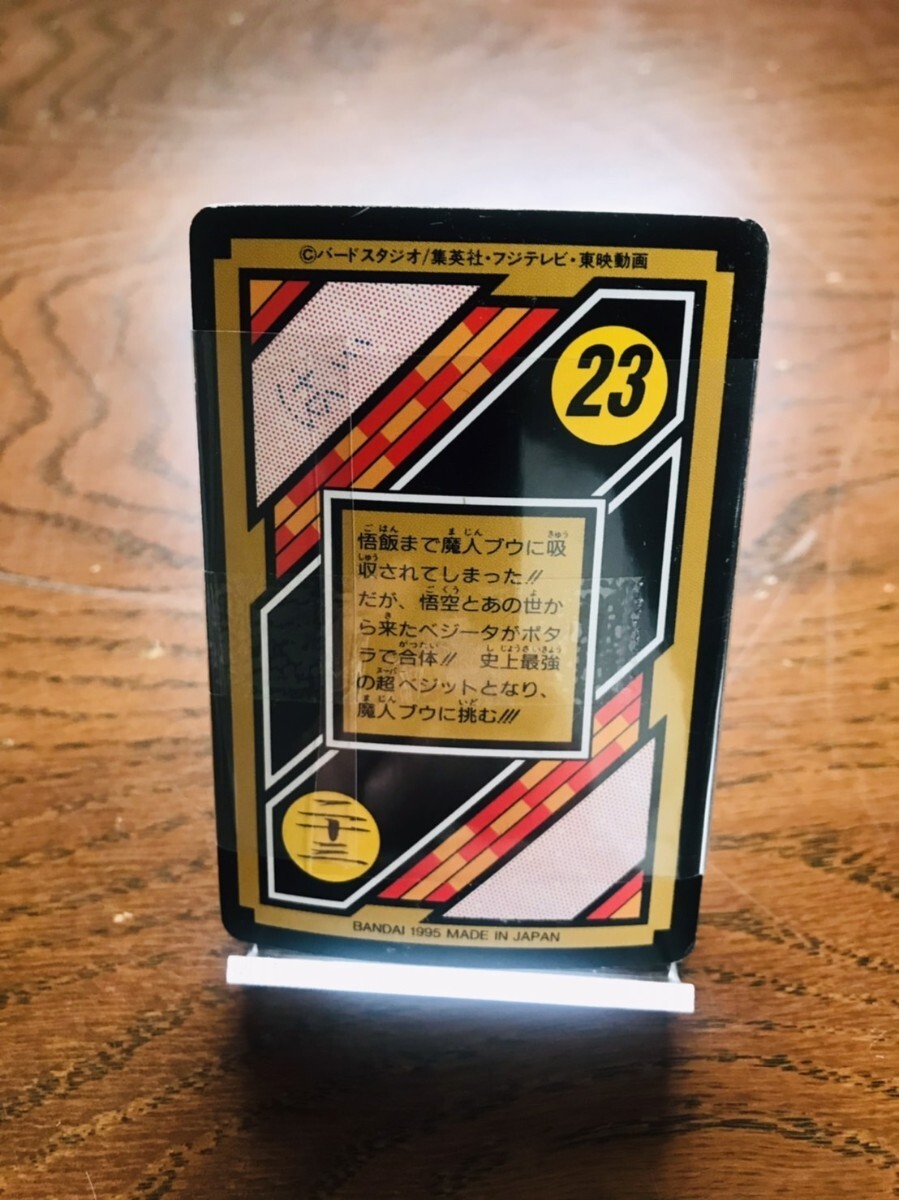 ©バードスタジオ/集英社・フジテレビ・東映動画
23
悟飯まで魔人ブウに吸
収されてしまった!!
だが、悟空とあの世か
ら来たベジータがポタ
ラで合体!! 史上最強
の超ベジットとなり、
魔人ブウに挑む!!!
二十三
BANDAI 1995 MADE IN JAPAN